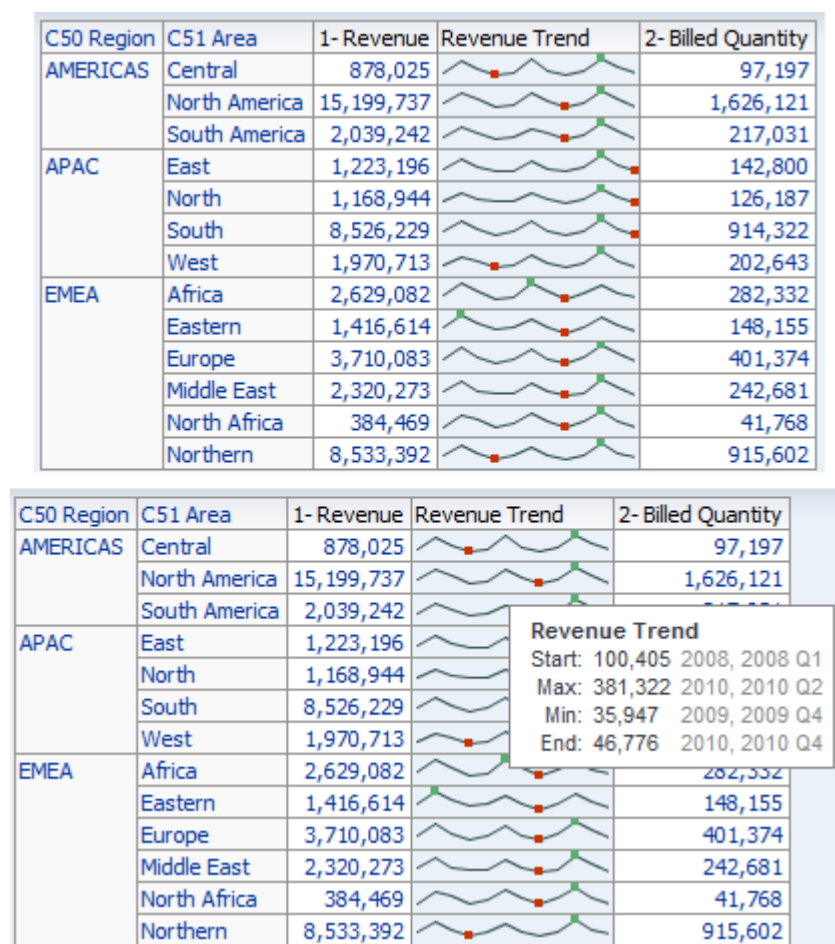 C50 Region C51 Area 1- Revenue Revenue Trend 2- Billed Quantity
AMERICAS Central 878,025 97,197
North America 15,199,737 1,626,121
South America 2,039,242 217,031
APAC East 1,223,196 142,800
North 1,168,944 126,187
South 8,526,229 914,322
West 1,970,713 202,643
EMEA Africa 2,629,082 282,332
Eastern 1,416,614 148,155
Europe 3,710,083 401,374
Middle East 2,320,273 242,681
North Africa 384,469 41,768
Northern 8,533,392 915,602
C50 Region C51 Area 1- Revenue Revenue Trend 2- Billed Quantity
AMERICAS Central 878,025 97,197
North America 15,199,737 1,626,121
South America 2,039,242
APAC East 1,223,196
North 1,168,944
South 8,526,229
West 1,970,713
Revenue Trend
Start: 100,405 2008, 2008 Q1
Max: 381,322 2010, 2010 Q2
Min: 35,947 2009, 2009 Q4
End: 46,776 2010, 2010 Q4
EMEA Africa 2,629,082 282,332
Eastern 1,416,614 148,155
Europe 3,710,083 401,374
Middle East 2,320,273 242,681
North Africa 384,469 41,768
Northern 8,533,392 915,602